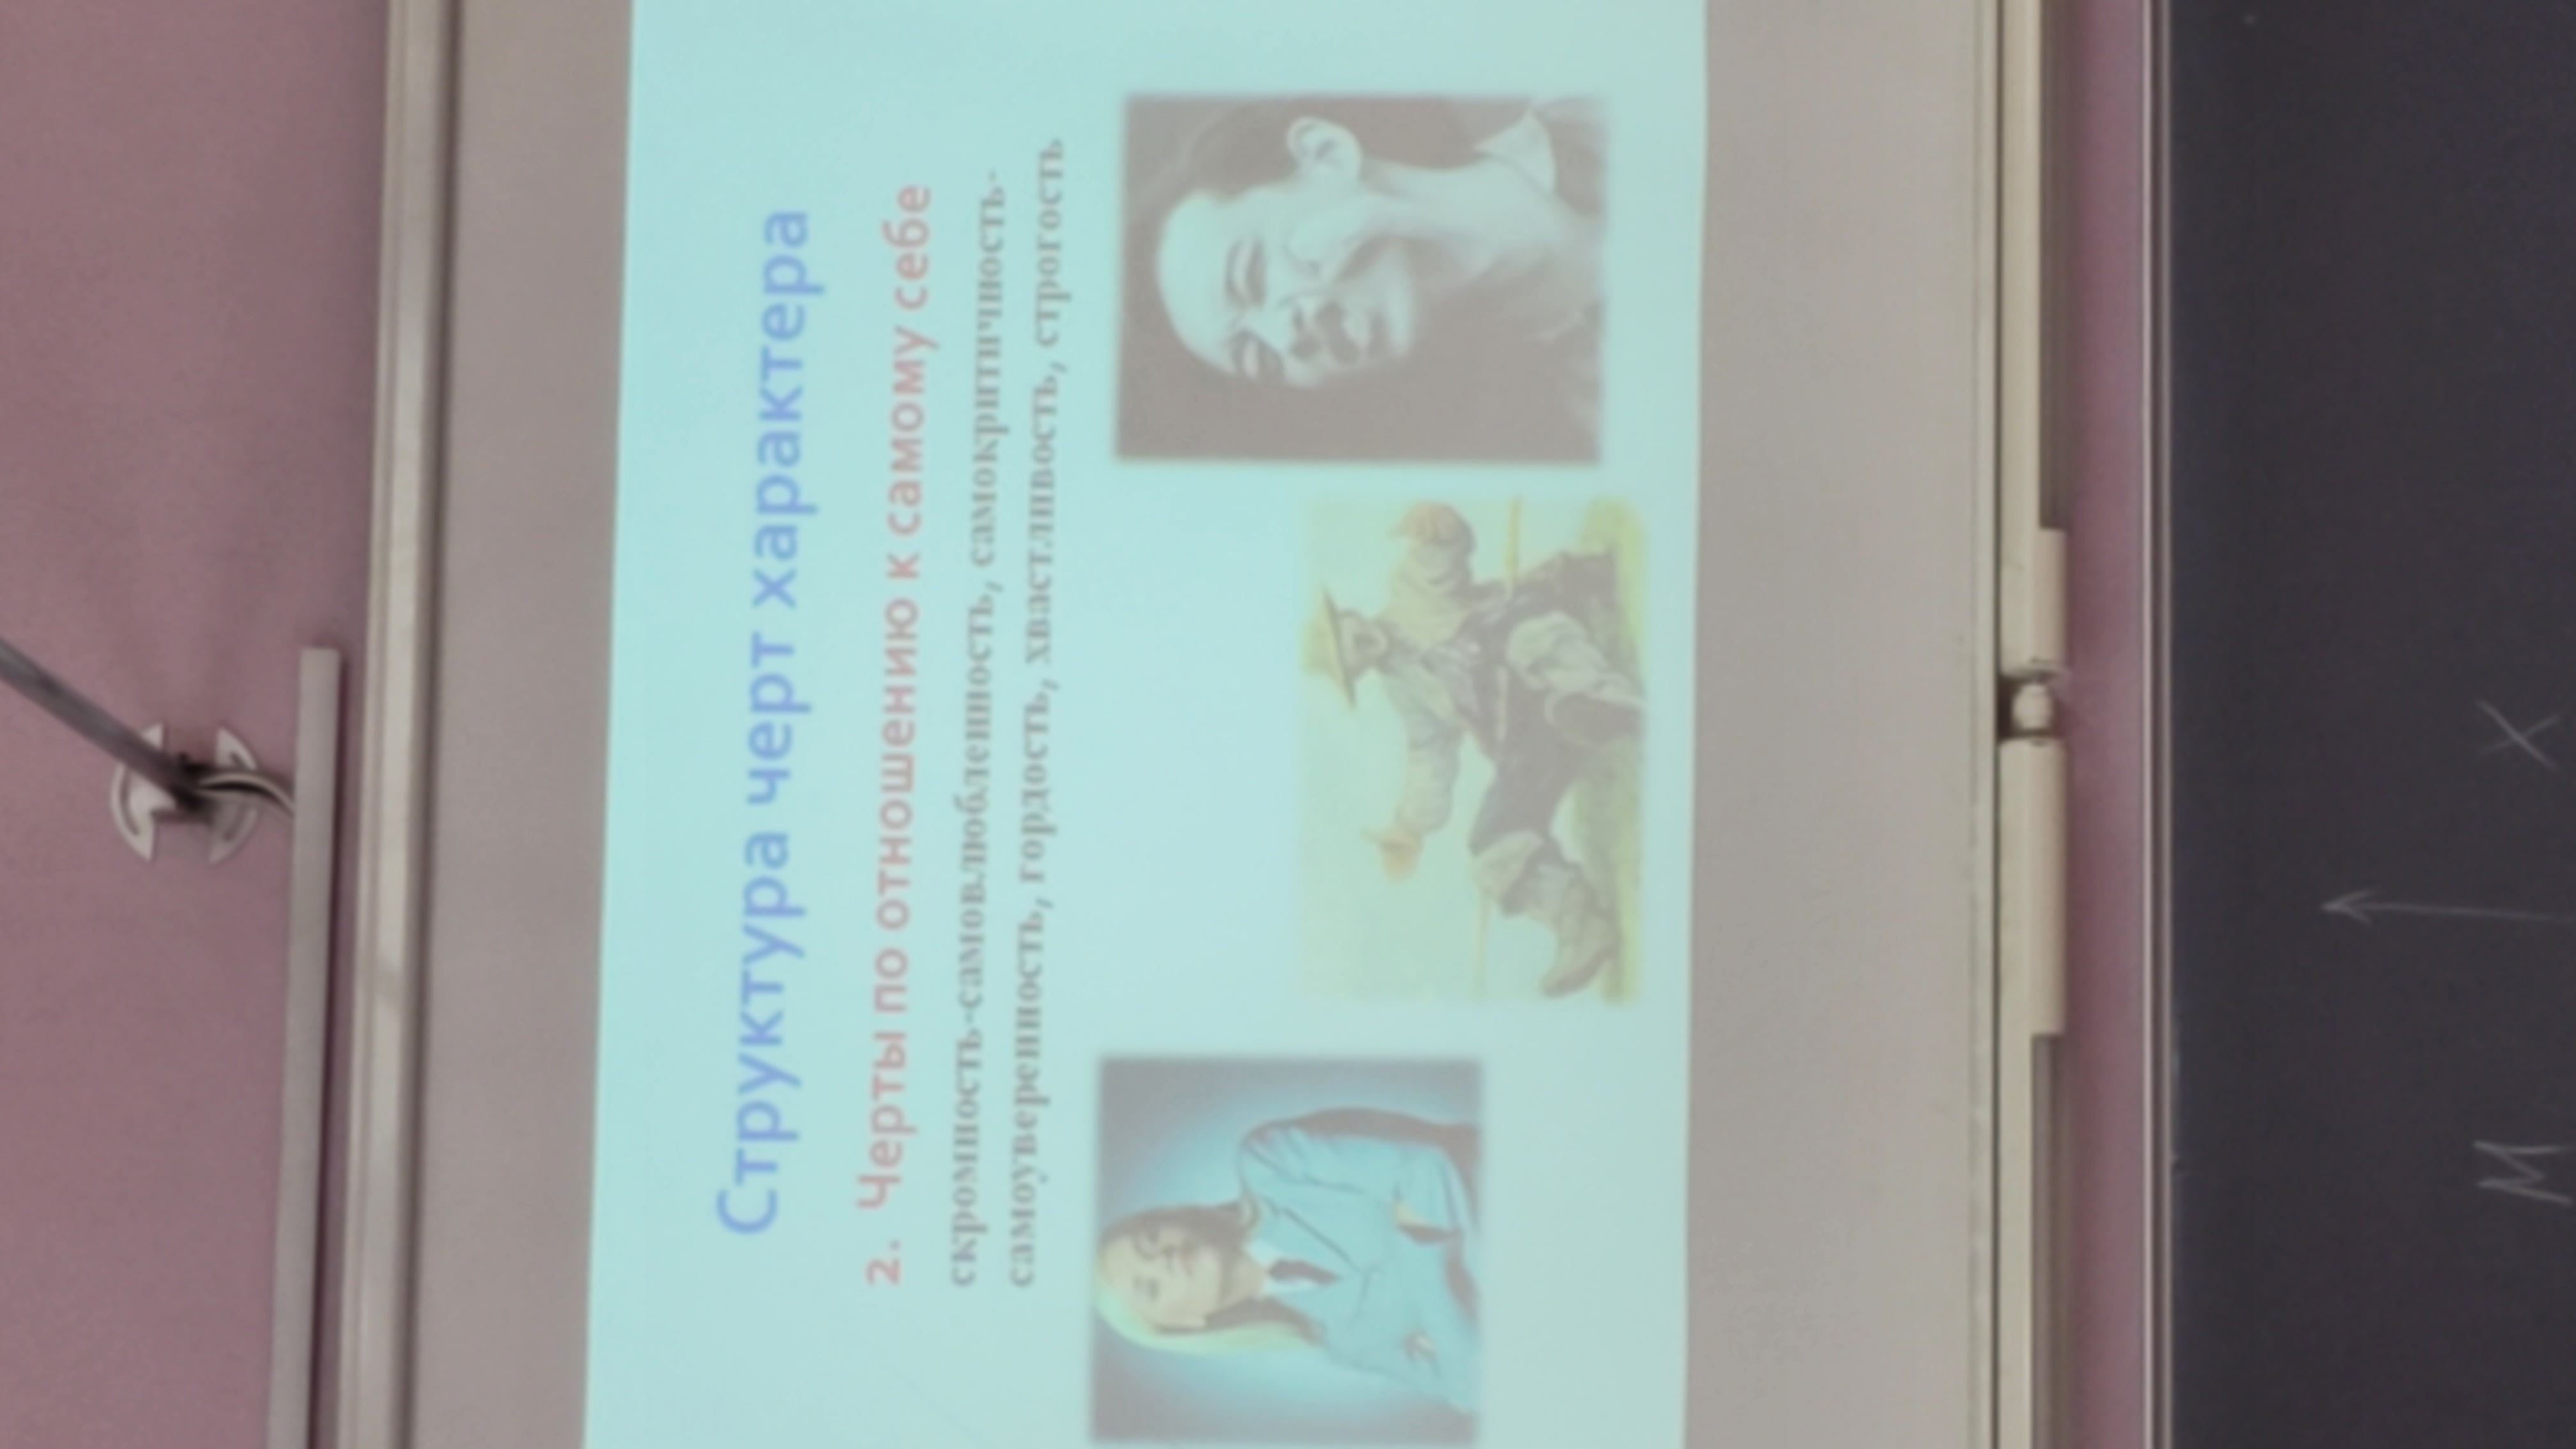 Структура черт характера
2. Черты по отношению к самому себе
скромность-самовлюбленность, самокритичность-
самоуверенность, гордость, хвастливость, строгость
М Х